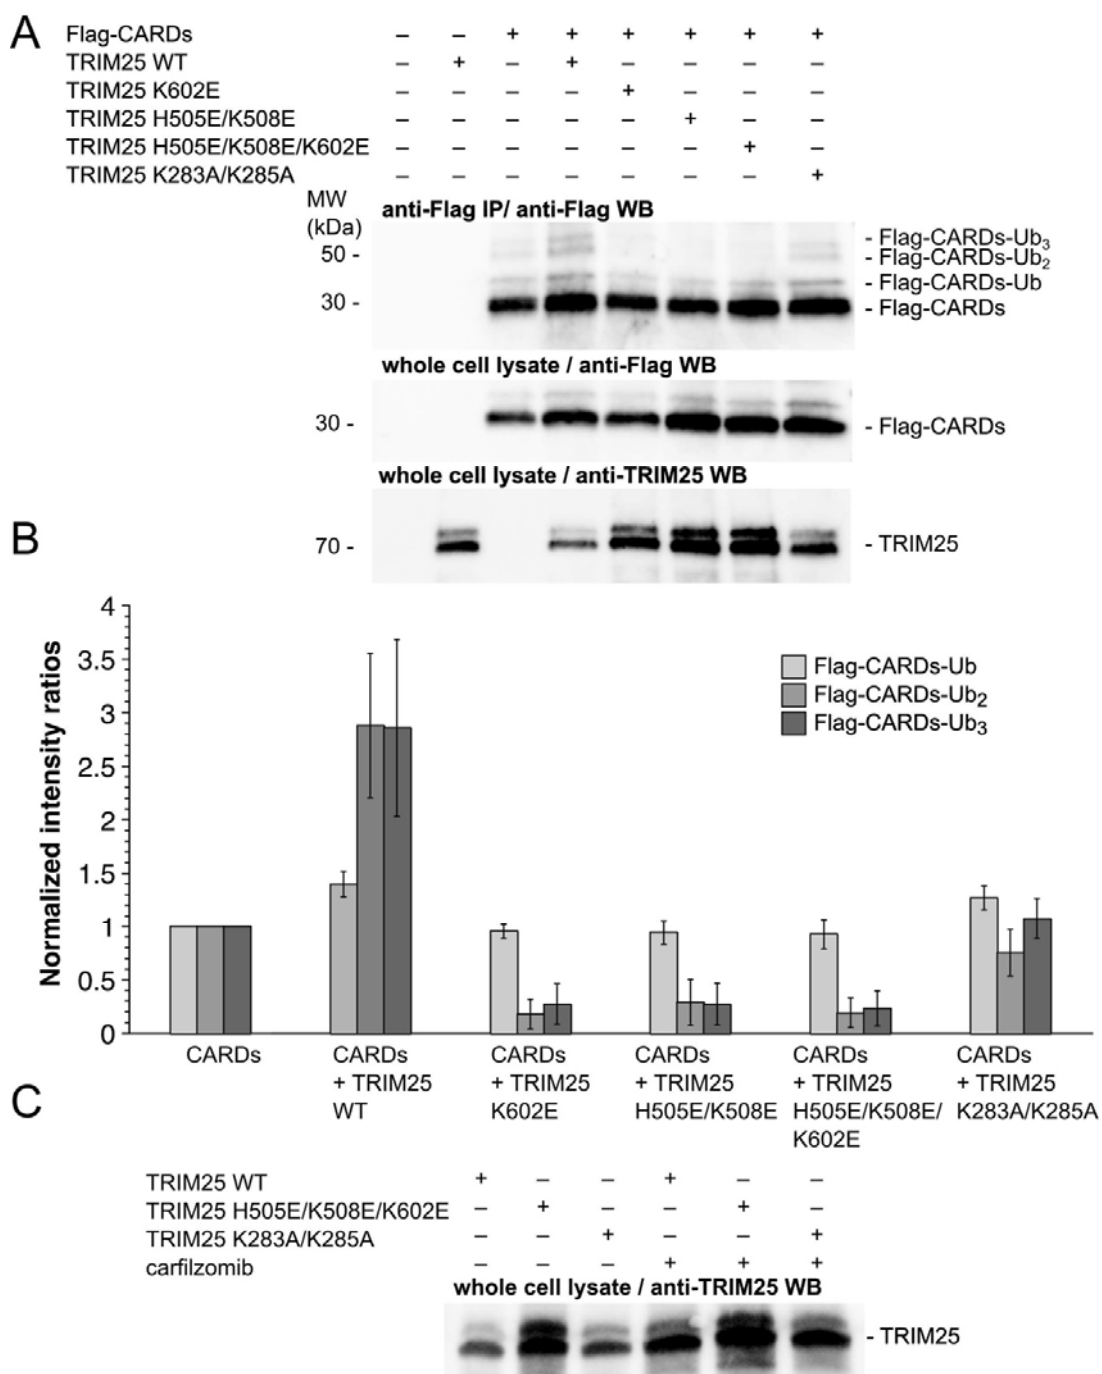 A
Flag-CARDs – – + + + + + +
TRIM25 WT – + – + – – – –
TRIM25 K602E – – – – + – – –
TRIM25 H505E/K508E – – – – – + – –
TRIM25 H505E/K508E/K602E – – – – – – + –
TRIM25 K283A/K285A – – – – – – – +
MW
(kDa)
anti-Flag IP/ anti-Flag WB
- Flag-CARDs-Ub3
50 -
- Flag-CARDs-Ub2
- Flag-CARDs-Ub
30 -
- Flag-CARDs
whole cell lysate / anti-Flag WB
30 -
- Flag-CARDs
whole cell lysate / anti-TRIM25 WB
70 -
- TRIM25
B
Normalized intensity ratios
4
3.5
3
2.5
2
1.5
1
0.5
0
Flag-CARDs-Ub
Flag-CARDs-Ub2
Flag-CARDs-Ub3
CARDs
CARDs
+ TRIM25
WT
CARDs
+ TRIM25
K602E
CARDs
+ TRIM25
H505E/K508E
CARDs
+ TRIM25
H505E/K508E/
K602E
CARDs
+ TRIM25
K283A/K285A
C
TRIM25 WT + – – + – –
TRIM25 H505E/K508E/K602E – + – – + –
TRIM25 K283A/K285A – – + – – +
carfilzomib – – – + + +
whole cell lysate / anti-TRIM25 WB
- TRIM25